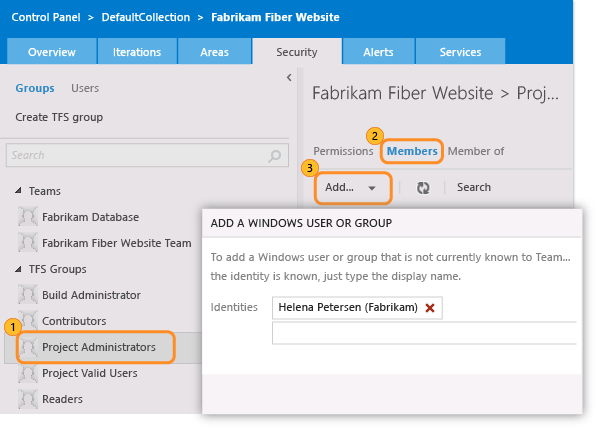 Control Panel > DefaultCollection > Fabrikam Fiber Website
Overview Iterations Areas Security Alerts Services
Groups Users
Create TFS group
Search
Teams
Fabrikam Database
Fabrikam Fiber Website Team
TFS Groups
Build Administrator
Contributors
1
Project Administrators
Project Valid Users
Readers
Fabrikam Fiber Website > Proj...
2
Permissions Members Member of
3
Add... Search
ADD A WINDOWS USER OR GROUP
To add a Windows user or group that is not currently known to Team...
the identity is known, just type the display name.
Identities Helena Petersen (Fabrikam)